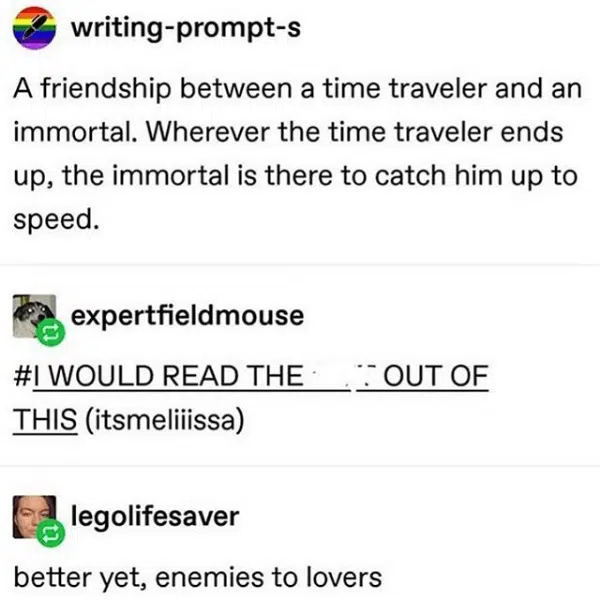 writing-prompt-s
A friendship between a time traveler and an
immortal. Wherever the time traveler ends
up, the immortal is there to catch him up to
speed.
expertfieldmouse
#I WOULD READ THE OUT OF
THIS (itsmeliiissa)
legolifesaver
better yet, enemies to lovers